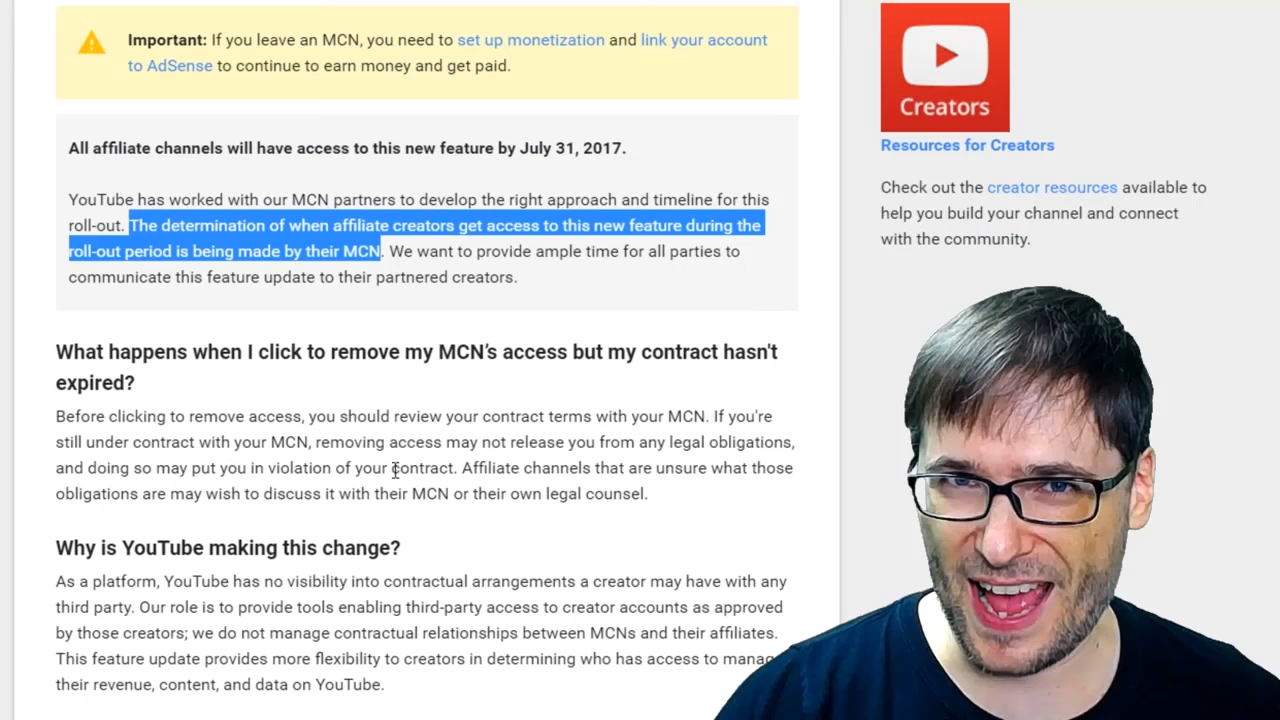 Important: If you leave an MCN, you need to set up monetization and link your account
to AdSense to continue to earn money and get paid.
All affiliate channels will have access to this new feature by July 31, 2017.
YouTube has worked with our MCN partners to develop the right approach and timeline for this
roll-out. The determination of when affiliate creators get access to this new feature during the
roll-out period is being made by their MCN. We want to provide ample time for all parties to
communicate this feature update to their partnered creators.
What happens when I click to remove my MCN's access but my contract hasn't
expired?
Before clicking to remove access, you should review your contract terms with your MCN. If you're
still under contract with your MCN, removing access may not release you from any legal obligations,
and doing so may put you in violation of your contract. Affiliate channels that are unsure what those
obligations are may wish to discuss it with their MCN or their own legal counsel.
Why is YouTube making this change?
As a platform, YouTube has no visibility into contractual arrangements a creator may have with any
third party. Our role is to provide tools enabling third-party access to creator accounts as approved
by those creators; we do not manage contractual relationships between MCNs and their affiliates.
This feature update provides more flexibility to creators in determining who has access to manag
their revenue, content, and data on YouTube.
Creators
Resources for Creators
Check out the creator resources available to
help you build your channel and connect
with the community.